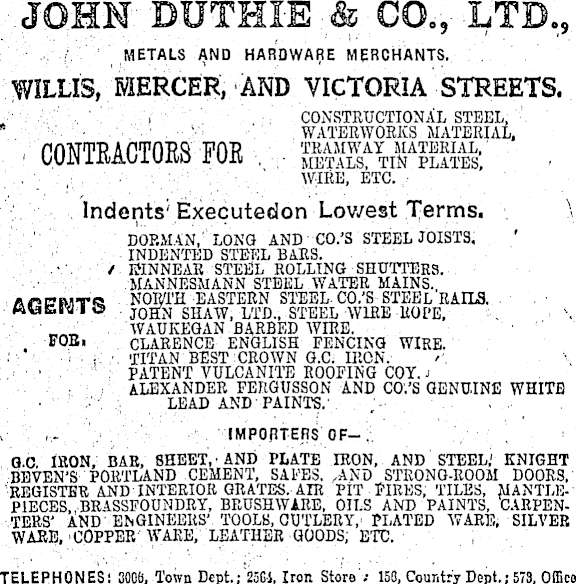 JOHN DUTHIE & CO., LTD.,
METALS AND HARDWARE MERCHANTS.
WILLIS, MERCER, AND VICTORIA STREETS.
CONTRACTORS FOR
CONSTRUCTIONAL STEEL,
WATERWORKS MATERIAL,
TRAMWAY MATERIAL,
METALS, TIN PLATES,
WIRE, ETC.
Indents Executedon Lowest Terms.
AGENTS
FOR.
DORMAN, LONG AND CO.'S STEEL JOISTS.
INDENTED STEEL BARS.
KINNEAR STEEL ROLLING SHUTTERS.
MANNESMANN STEEL WATER MAINS.
NORTH EASTERN STEEL CO.'S STEEL RAILS.
JOHN SHAW, LTD., STEEL WIRE ROPE,
WAUKEGAN BARBED WIRE.
CLARENCE ENGLISH FENCING WIRE.
TITAN BEST CROWN G.C. IRON.
PATENT VULCANITE ROOFING COY.
ALEXANDER FERGUSSON AND CO.'S GENUINE WHITE
LEAD AND PAINTS.
IMPORTERS OF—
G.C. IRON, BAR, SHEET, AND PLATE IRON, AND STEEL, KNIGHT
BEVEN'S PORTLAND CEMENT, SAFES, AND STRONG-ROOM DOORS,
REGISTER AND INTERIOR GRATES. AIR PIT FIRES, TILES, MANTLE-
PIECES, BRASSFOUNDRY, BRUSHWARE, OILS AND PAINTS, CARPEN-
TERS' AND ENGINEERS' TOOLS, CUTLERY, PLATED WARE, SILVER
WARE, COPPER WARE, LEATHER GOODS, ETC.
TELEPHONES: 3006, Town Dept.; 2564, Iron Store; 156, Country Dept.; 573, Office